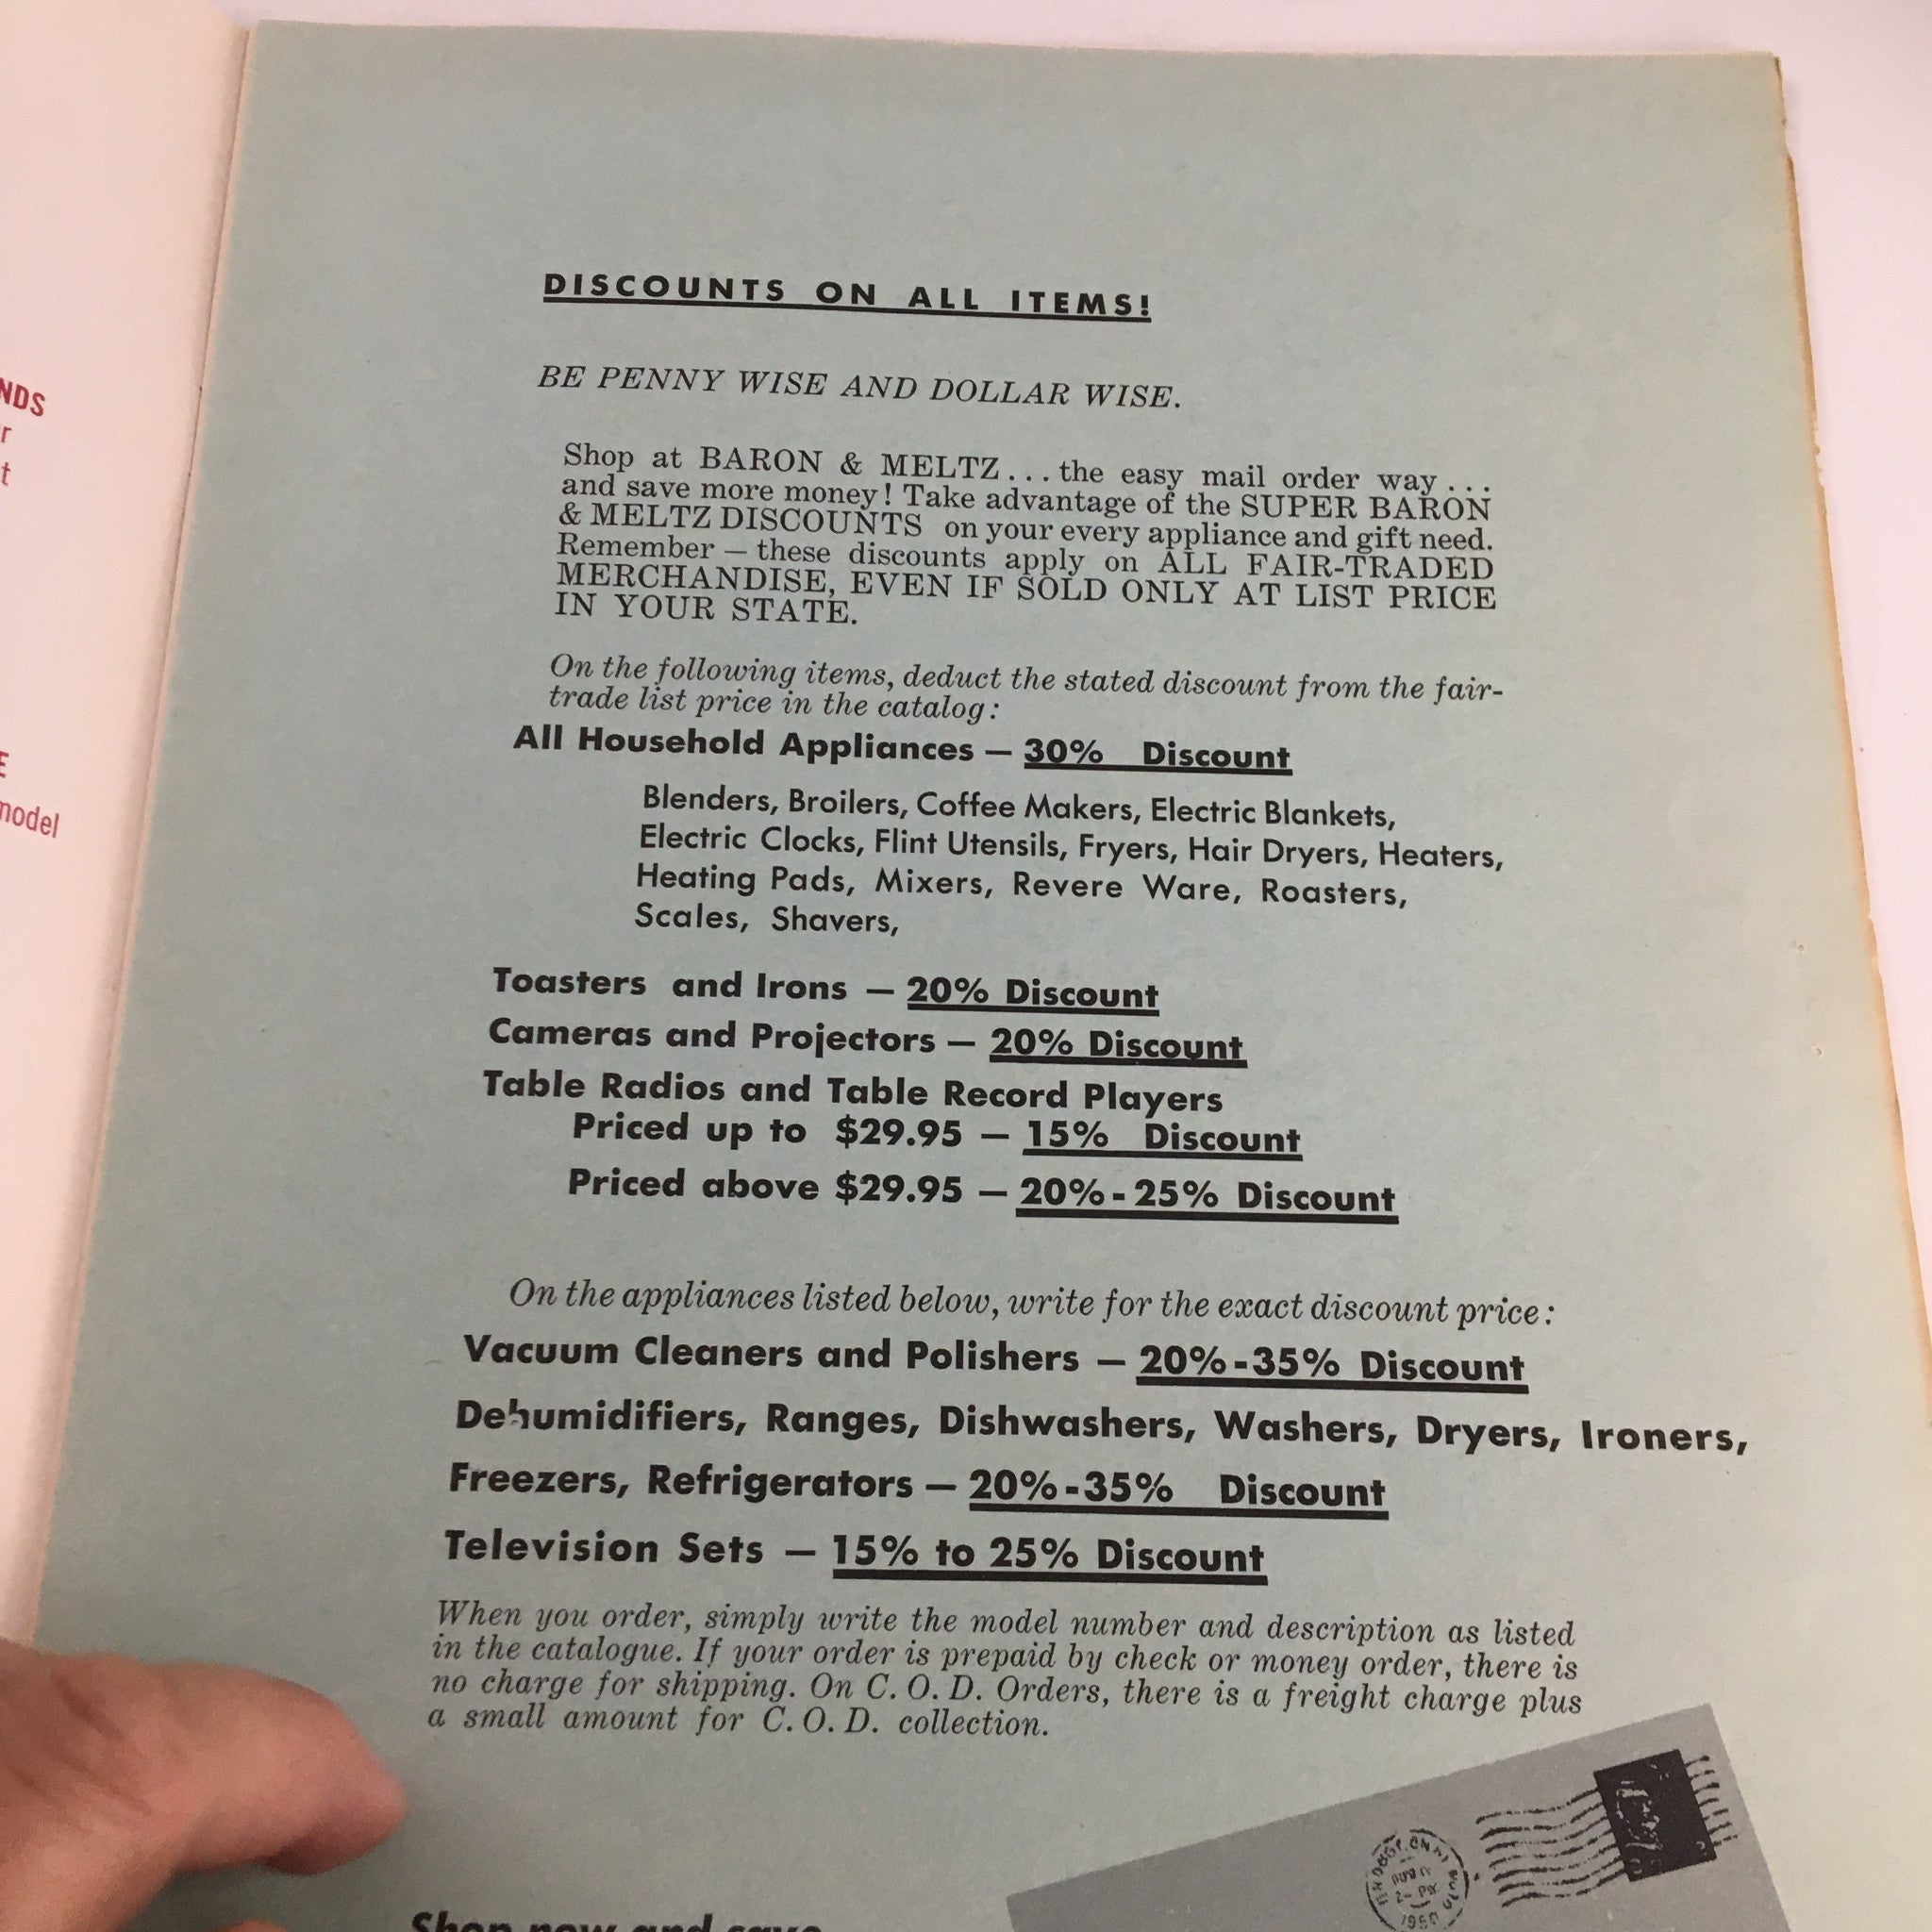 NDS
r
t
E
model
DISCOUNTS ON ALL ITEMS!
BE PENNY WISE AND DOLLAR WISE.
Shop at BARON & MELTZ... the easy mail order way...
and save more money! Take advantage of the SUPER BARON
& MELTZ DISCOUNTS on your every appliance and gift need.
Remember — these discounts apply on ALL FAIR-TRADED
MERCHANDISE, EVEN IF SOLD ONLY AT LIST PRICE
IN YOUR STATE.
On the following items, deduct the stated discount from the fair-
trade list price in the catalog:
All Household Appliances — 30% Discount
Blenders, Broilers, Coffee Makers, Electric Blankets,
Electric Clocks, Flint Utensils, Fryers, Hair Dryers, Heaters,
Heating Pads, Mixers, Revere Ware, Roasters,
Scales, Shavers,
Toasters and Irons — 20% Discount
Cameras and Projectors — 20% Discount
Table Radios and Table Record Players
Priced up to $29.95 — 15% Discount
Priced above $29.95 — 20%-25% Discount
On the appliances listed below, write for the exact discount price:
Vacuum Cleaners and Polishers — 20%-35% Discount
Dehumidifiers, Ranges, Dishwashers, Washers, Dryers, Ironers,
Freezers, Refrigerators — 20%-35% Discount
Television Sets — 15% to 25% Discount
When you order, simply write the model number and description as listed
in the catalogue. If your order is prepaid by check or money order, there is
no charge for shipping. On C. O. D. Orders, there is a freight charge plus
a small amount for C. O. D. collection.
Shop now and save